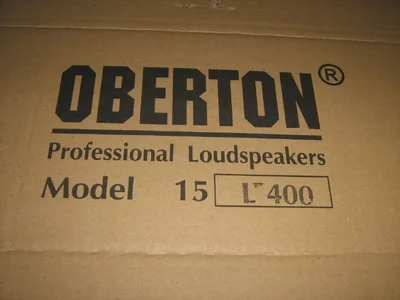 OBERTON®
Professional Loudspeakers
Model 15 L 400